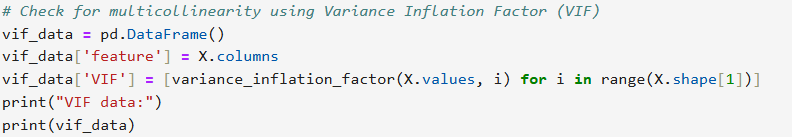 # Check for multicollinearity using Variance Inflation Factor (VIF)
vif_data = pd.DataFrame()
vif_data['feature'] = X.columns
vif_data['VIF'] = [variance_inflation_factor(X.values, i) for i in range(X.shape[1])]
print("VIF data:")
print(vif_data)